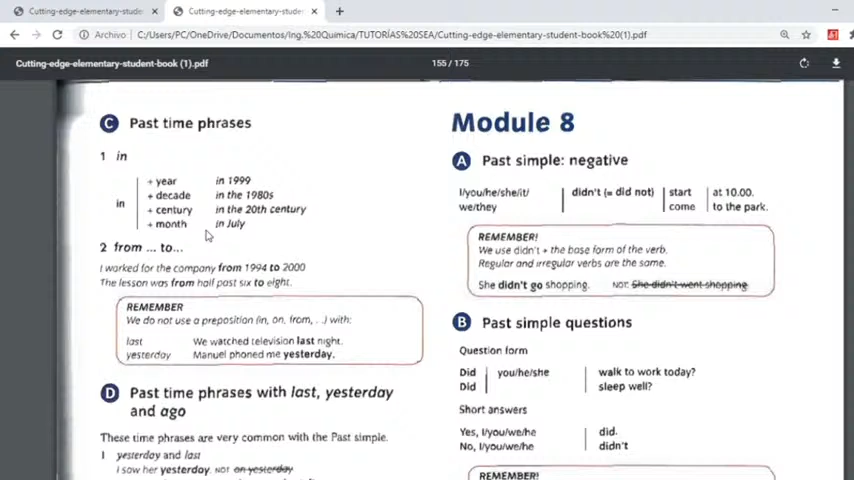 Cutting-edge-elementary-stude
Cutting-edge-elementary-stude
Archivo
C:/Users/PC/OneDrive/Documentos/Ing.%20Quimica/TUTORÍAS%20SEA/Cutting-edge-elementary-student-book%20(1).pdf
Cutting-edge-elementary-student-book (1).pdf
155 / 175
C Past time phrases
1 in
in
+ year in 1999
+ decade in the 1980s
+ century in the 20th century
+ month in July
2 from ... to...
I worked for the company from 1994 to 2000
The lesson was from half past six to eight.
REMEMBER
We do not use a preposition (in, on, from, ...) with:
last We watched television last night.
yesterday Manuel phoned me yesterday.
D Past time phrases with last, yesterday
and ago
These time phrases are very common with the Past simple.
1 yesterday and last
I saw her yesterday. NOT on yesterday
Module 8
A Past simple: negative
I/you/he/she/it/ didn't (= did not) start at 10.00.
we/they come to the park.
REMEMBER!
We use didn't + the base form of the verb.
Regular and irregular verbs are the same.
She didn't go shopping. NOT: She didn't went shopping.
B Past simple questions
Question form
Did you/he/she walk to work today?
Did sleep well?
Short answers
Yes, I/you/we/he did.
No, I/you/we/he didn't
REMEMBER!